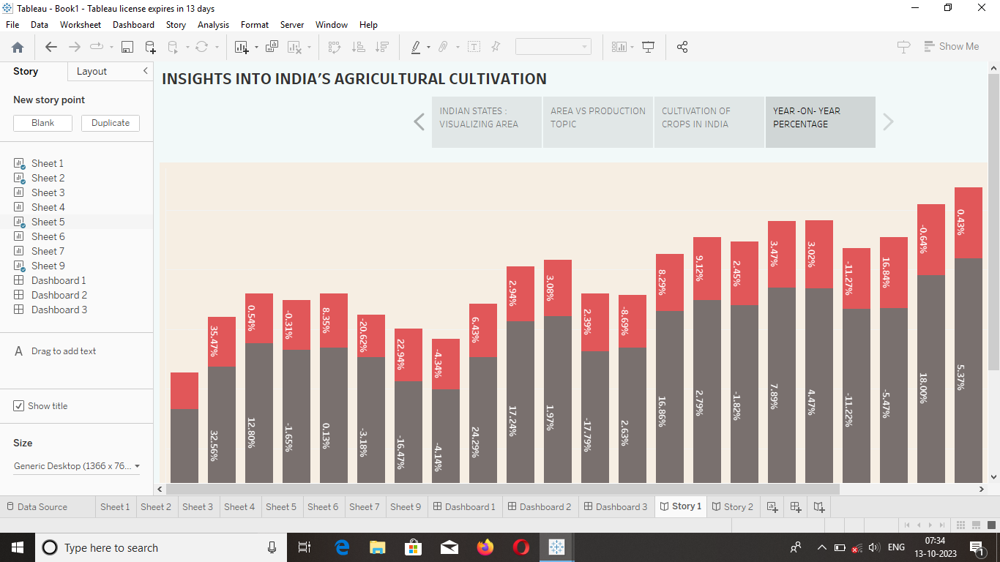 Tableau - Book1 - Tableau license expires in 13 days
File Data Worksheet Dashboard Story Analysis Format Server Window Help
Show Me
Story Layout
New story point
Blank Duplicate
Sheet 1
Sheet 2
Sheet 3
Sheet 4
Sheet 5
Sheet 6
Sheet 7
Sheet 9
Dashboard 1
Dashboard 2
Dashboard 3
A Drag to add text
Show title
Size
Generic Desktop (1366 x 76...
INSIGHTS INTO INDIA’S AGRICULTURAL CULTIVATION
INDIAN STATES :
VISUALIZING AREA
AREA VS PRODUCTION
TOPIC
CULTIVATION OF
CROPS IN INDIA
YEAR -ON- YEAR
PERCENTAGE
35.47%
32.56%
0.54%
12.80%
-0.31%
-1.65%
8.35%
0.13%
-20.62%
-3.18%
22.94%
-16.47%
-4.34%
-4.14%
6.43%
24.29%
2.94%
17.24%
3.08%
1.97%
2.39%
-17.79%
-8.69%
2.63%
8.29%
16.86%
9.12%
2.79%
2.45%
-1.82%
3.47%
7.89%
3.02%
4.47%
-11.27%
-11.22%
16.84%
-5.47%
-0.64%
18.00%
0.43%
5.37%
Data Source Sheet 1 Sheet 2 Sheet 3 Sheet 4 Sheet 5 Sheet 6 Sheet 7 Sheet 9 Dashboard 1 Dashboard 2 Dashboard 3 Story 1 Story 2
Type here to search
ENG
07:34
13-10-2023
1